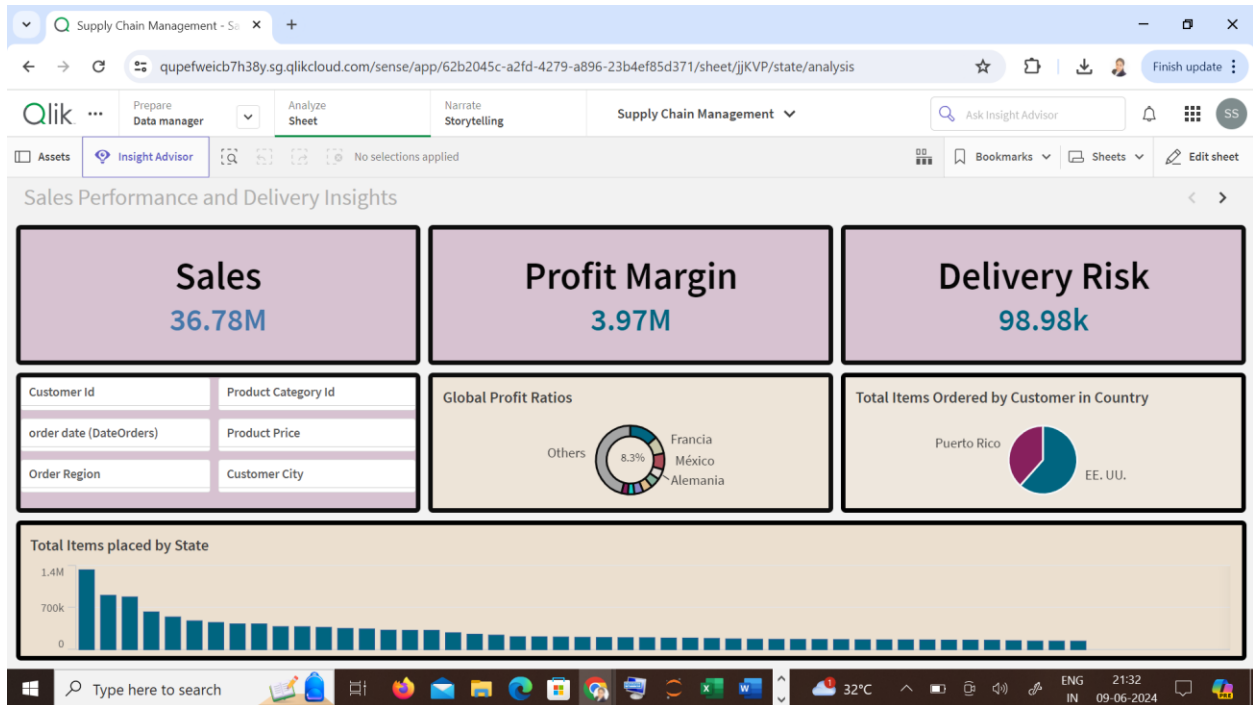 Supply Chain Management - Sa
qupefweicb7h38y.sg.qlikcloud.com/sense/app/62b2045c-a2fd-4279-a896-23b4ef85d371/sheet/jjKVP/state/analysis
Finish update
Qlik
Prepare
Data manager
Analyze
Sheet
Narrate
Storytelling
Supply Chain Management
Ask Insight Advisor
SS
Assets
Insight Advisor
No selections applied
Bookmarks
Sheets
Edit sheet
Sales Performance and Delivery Insights
Sales
36.78M
Profit Margin
3.97M
Delivery Risk
98.98k
Customer Id
Product Category Id
order date (DateOrders)
Product Price
Order Region
Customer City
Global Profit Ratios
Others
8.3%
Francia
México
Alemania
Total Items Ordered by Customer in Country
Puerto Rico
EE. UU.
Total Items placed by State
1.4M
700k
0
Type here to search
32°C
ENG
IN
21:32
09-06-2024